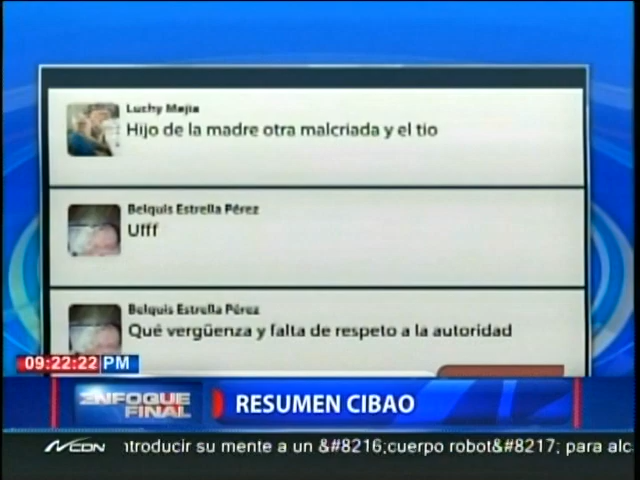 Luchy Mejia
Hijo de la madre otra malcriada y el tio
Belquis Estrella Pérez
Ufff
Belquis Estrella Pérez
Qué vergüenza y falta de respeto a la autoridad
09:22:22 PM
ENFOQUE
FINAL
RESUMEN CIBAO
CDN
troducir su mente a un &#8216;cuerpo robot&#8217; para alc